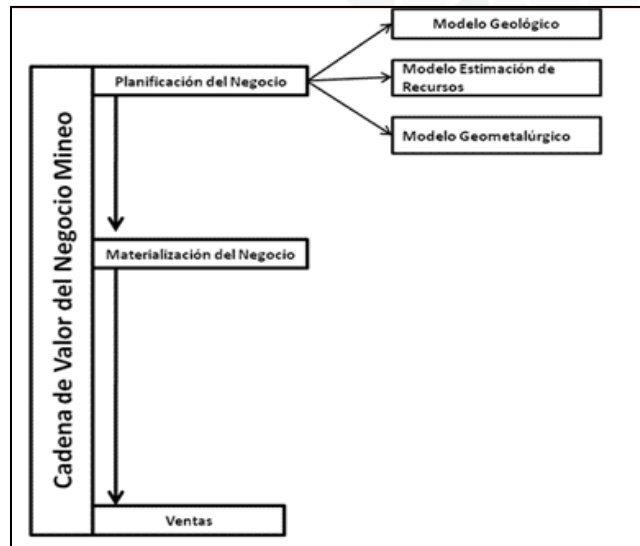 Modelo Geológico
Planificación del Negocio
Modelo Estimación de
Recursos
Modelo Geometalúrgico
Cadena de Valor del Negocio Mineo
Materialización del Negocio
Ventas